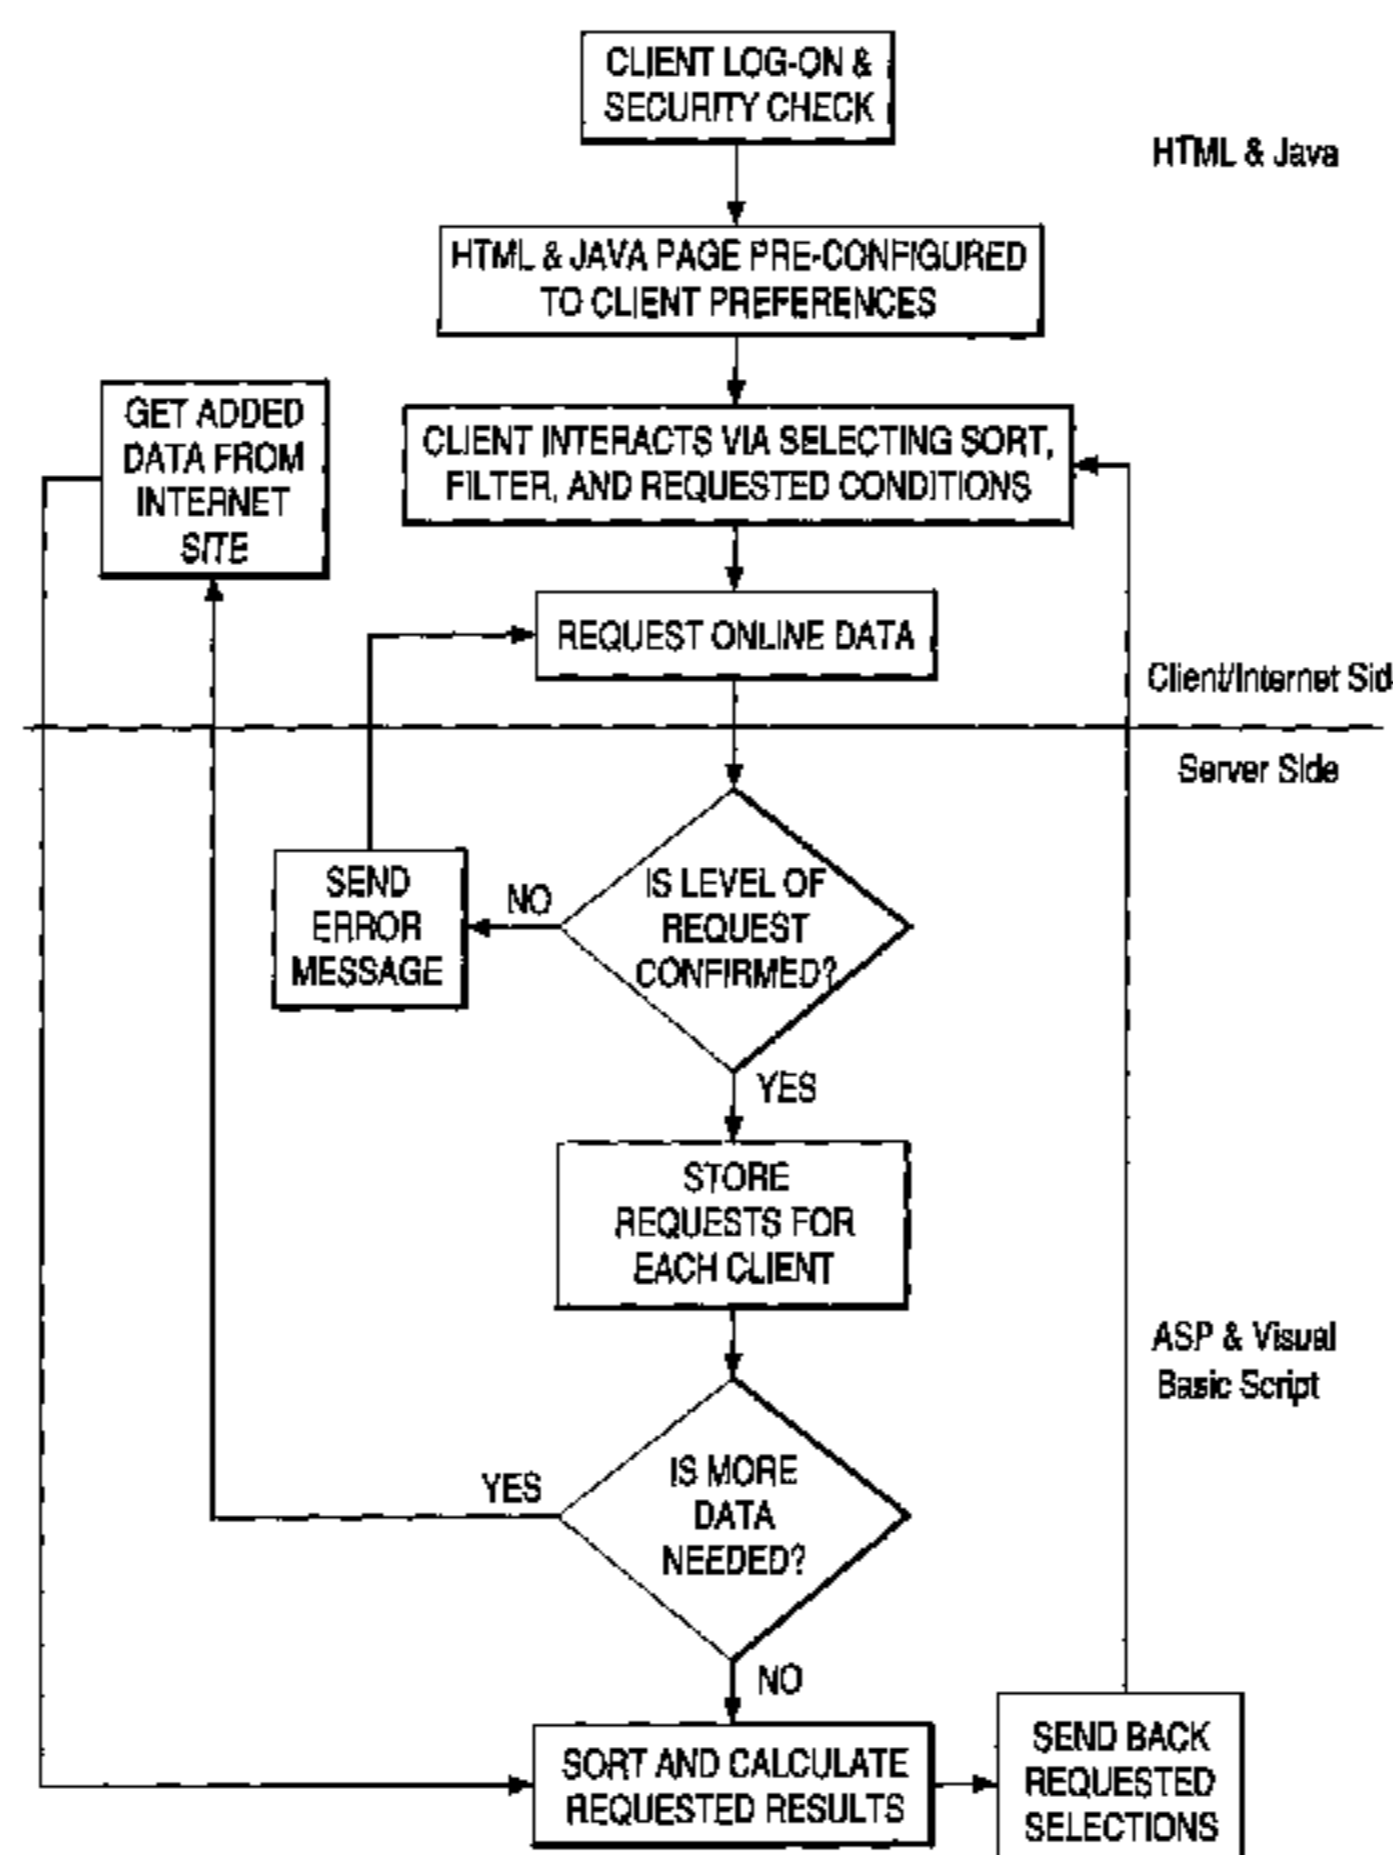 CLIENT LOG-ON &
SECURITY CHECK
HTML & Java
HTML & JAVA PAGE PRE-CONFIGURED
TO CLIENT PREFERENCES
GET ADDED
DATA FROM
INTERNET
SITE
CLIENT INTERACTS VIA SELECTING SORT,
FILTER, AND REQUESTED CONDITIONS
REQUEST ONLINE DATA
Client/Internet Sid
Server Side
SEND
ERROR
MESSAGE
NO
IS LEVEL OF
REQUEST
CONFIRMED?
YES
STORE
REQUESTS FOR
EACH CLIENT
ASP & Visual
Basic Script
YES
IS MORE
DATA
NEEDED?
NO
SORT AND CALCULATE
REQUESTED RESULTS
SEND BACK
REQUESTED
SELECTIONS